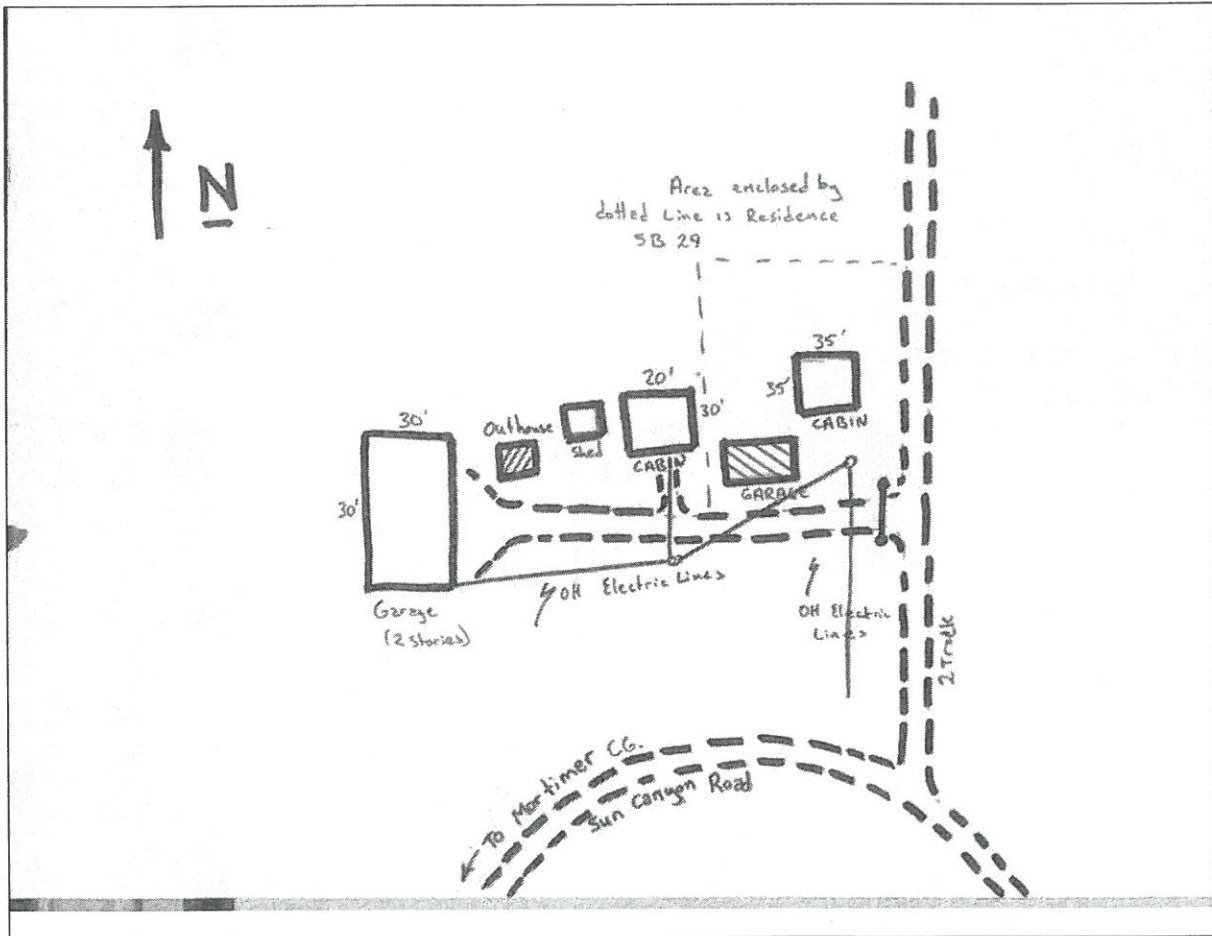 N
Area enclosed by
dotted Line is Residence
SB 29
35'
35'
CABIN
20'
30'
CABIN
Shed
Outhouse
30'
30'
Garage
(2 stories)
GARAGE
OH Electric Lines
OH Electric
Lines
2 Track
To Mortimer CG.
Sun Canyon Road